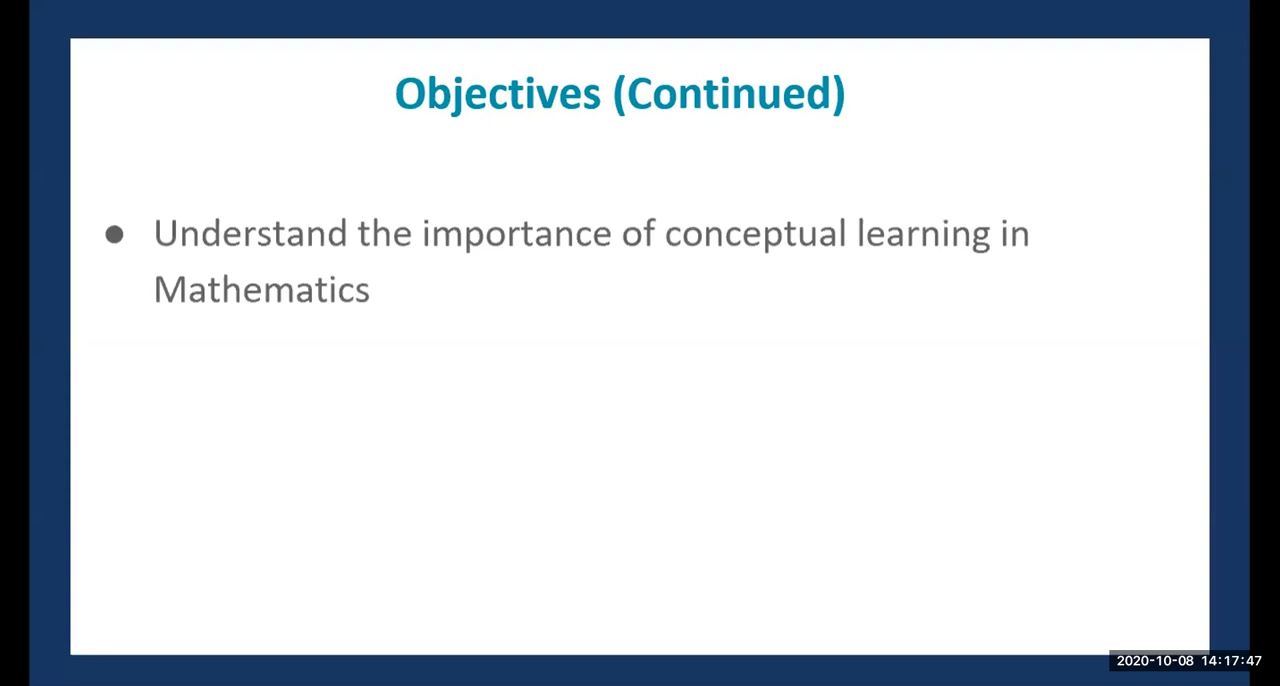 Objectives (Continued)
● Understand the importance of conceptual learning in
Mathematics
2020-10-08 14:17:47